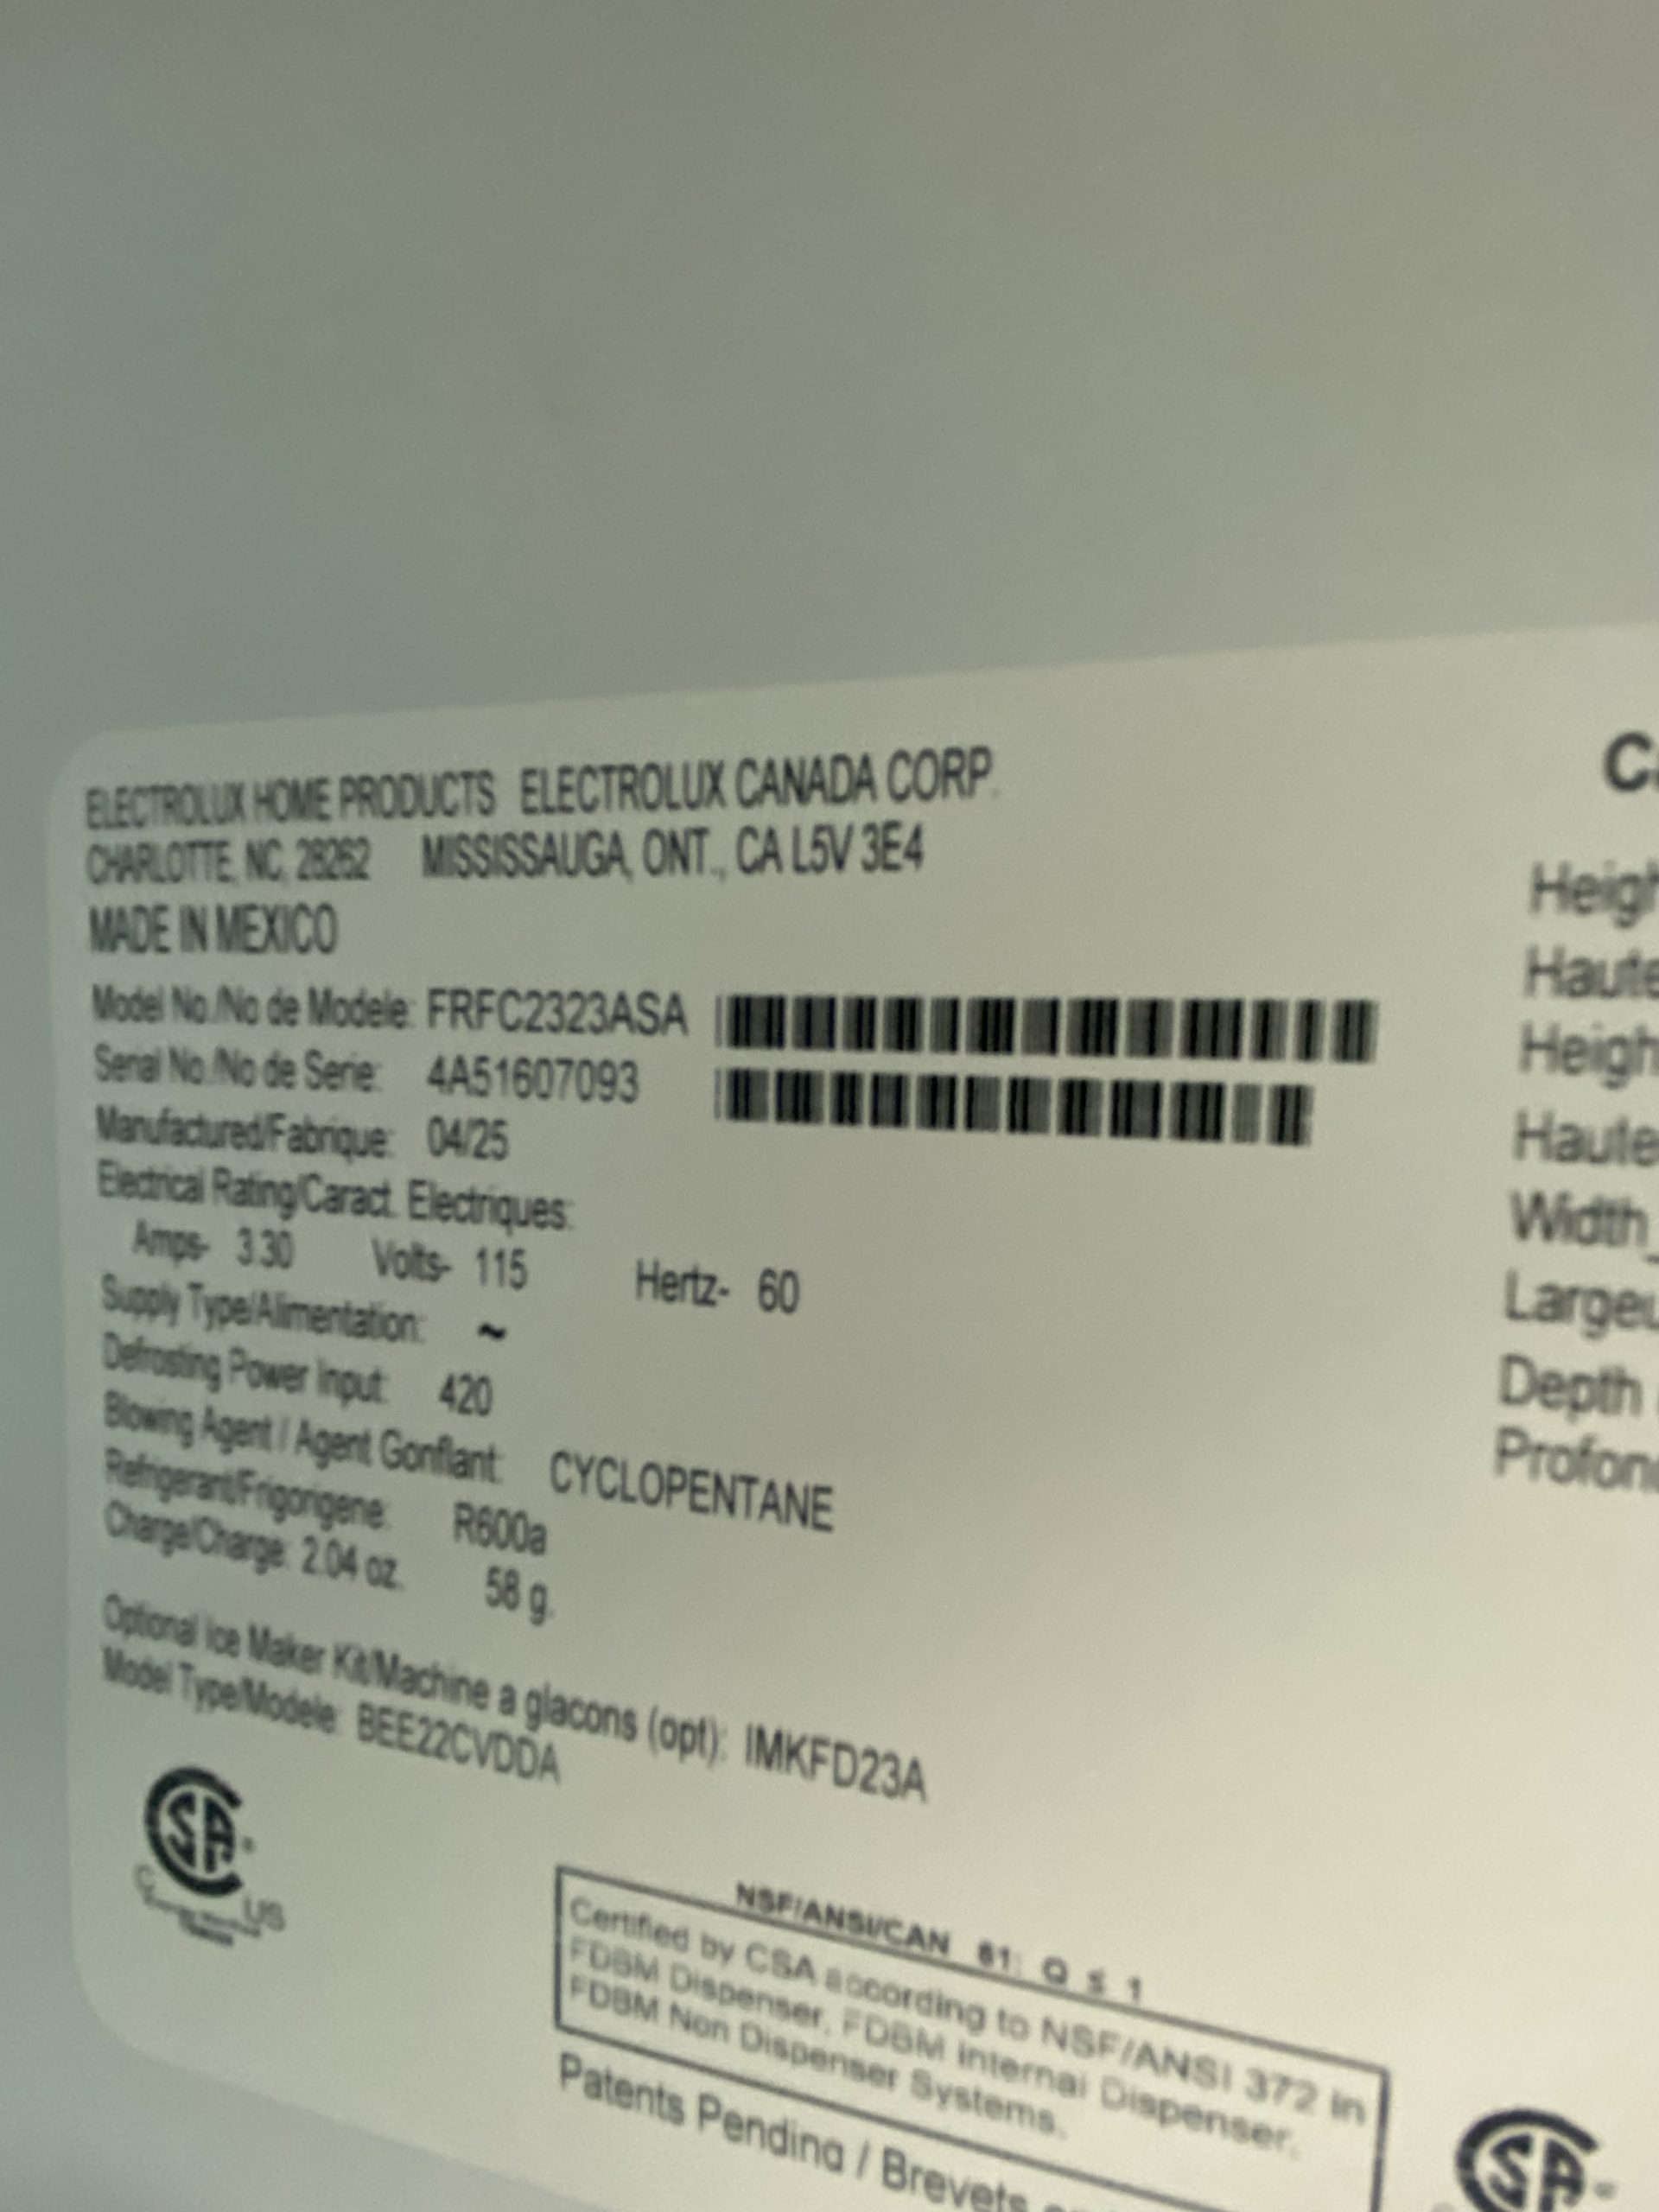 ELECTROLUX HOME PRODUCTS ELECTROLUX CANADA CORP.
CHARLOTTE, NC, 28262 MISSISSAUGA, ONT., CA L5V 3E4
MADE IN MEXICO
Model No./No de Modele: FRFC2323ASA
Serial No./No de Serie: 4A51607093
Manufactured/Fabrique: 04/25
Electrical Rating/Caract. Electriques:
Amps- 3.30 Volts- 115 Hertz- 60
Supply Type/Alimentation: ~
Defrosting Power Input: 420
Blowing Agent / Agent Gonflant: CYCLOPENTANE
Refrigerant/Frigorigene: R600a
Charge/Charge: 2.04 oz. 58 g.
Optional Ice Maker Kit/Machine a glacons (opt): IMKFD23A
Model Type/Modele: BEE22CVDDA
CSA
C US
NSF/ANSI/CAN 61: Q ≤ 1
Certified by CSA according to NSF/ANSI 372 in
FDBM Dispenser, FDBM Internal Dispenser,
FDBM Non Dispenser Systems.
Patents Pending / Brevets
Heigh
Haute
Heigh
Haute
Width_
Largeu
Depth
Profon
CSA